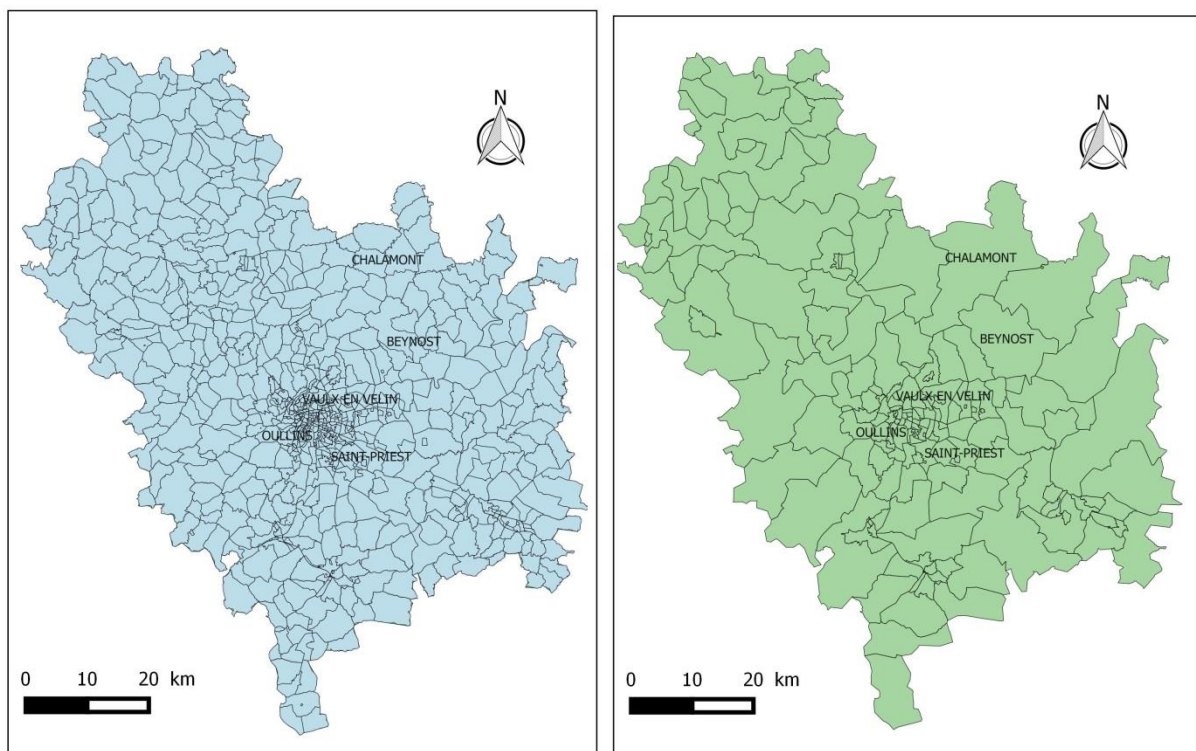 N
CHALAMONT
BEYNOST
VAULX EN VELIN
OULLINS
SAINT-PRIEST
0 10 20 km
N
CHALAMONT
BEYNOST
VAULX EN VELIN
OULLINS
SAINT-PRIEST
0 10 20 km